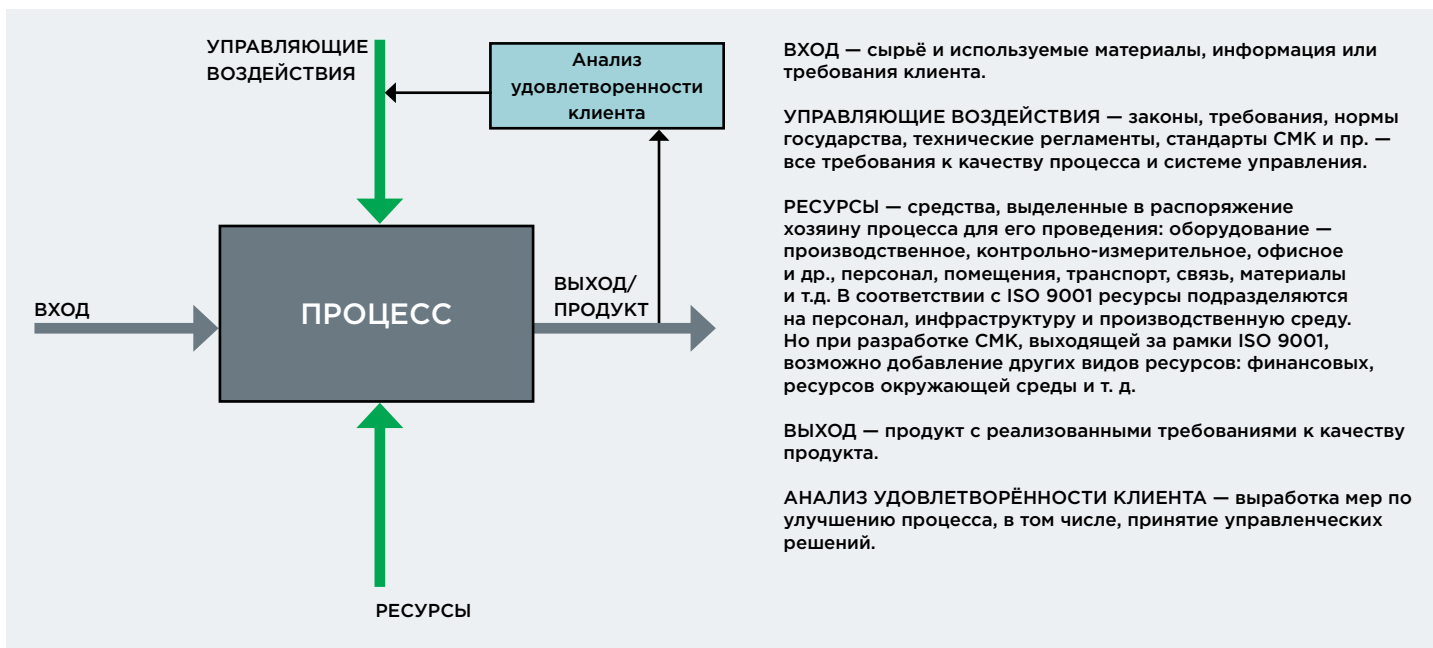 УПРАВЛЯЮЩИЕ
ВОЗДЕЙСТВИЯ
Анализ
удовлетворенности
клиента
ВХОД
ПРОЦЕСС
ВЫХОД/
ПРОДУКТ
РЕСУРСЫ
ВХОД — сырьё и используемые материалы, информация или
требования клиента.
УПРАВЛЯЮЩИЕ ВОЗДЕЙСТВИЯ — законы, требования, нормы
государства, технические регламенты, стандарты СМК и пр. —
все требования к качеству процесса и системе управления.
РЕСУРСЫ — средства, выделенные в распоряжение
хозяину процесса для его проведения: оборудование —
производственное, контрольно-измерительное, офисное
и др., персонал, помещения, транспорт, связь, материалы
и т.д. В соответствии с ISO 9001 ресурсы подразделяются
на персонал, инфраструктуру и производственную среду.
Но при разработке СМК, выходящей за рамки ISO 9001,
возможно добавление других видов ресурсов: финансовых,
ресурсов окружающей среды и т. д.
ВЫХОД — продукт с реализованными требованиями к качеству
продукта.
АНАЛИЗ УДОВЛЕТВОРЁННОСТИ КЛИЕНТА — выработка мер по
улучшению процесса, в том числе, принятие управленческих
решений.